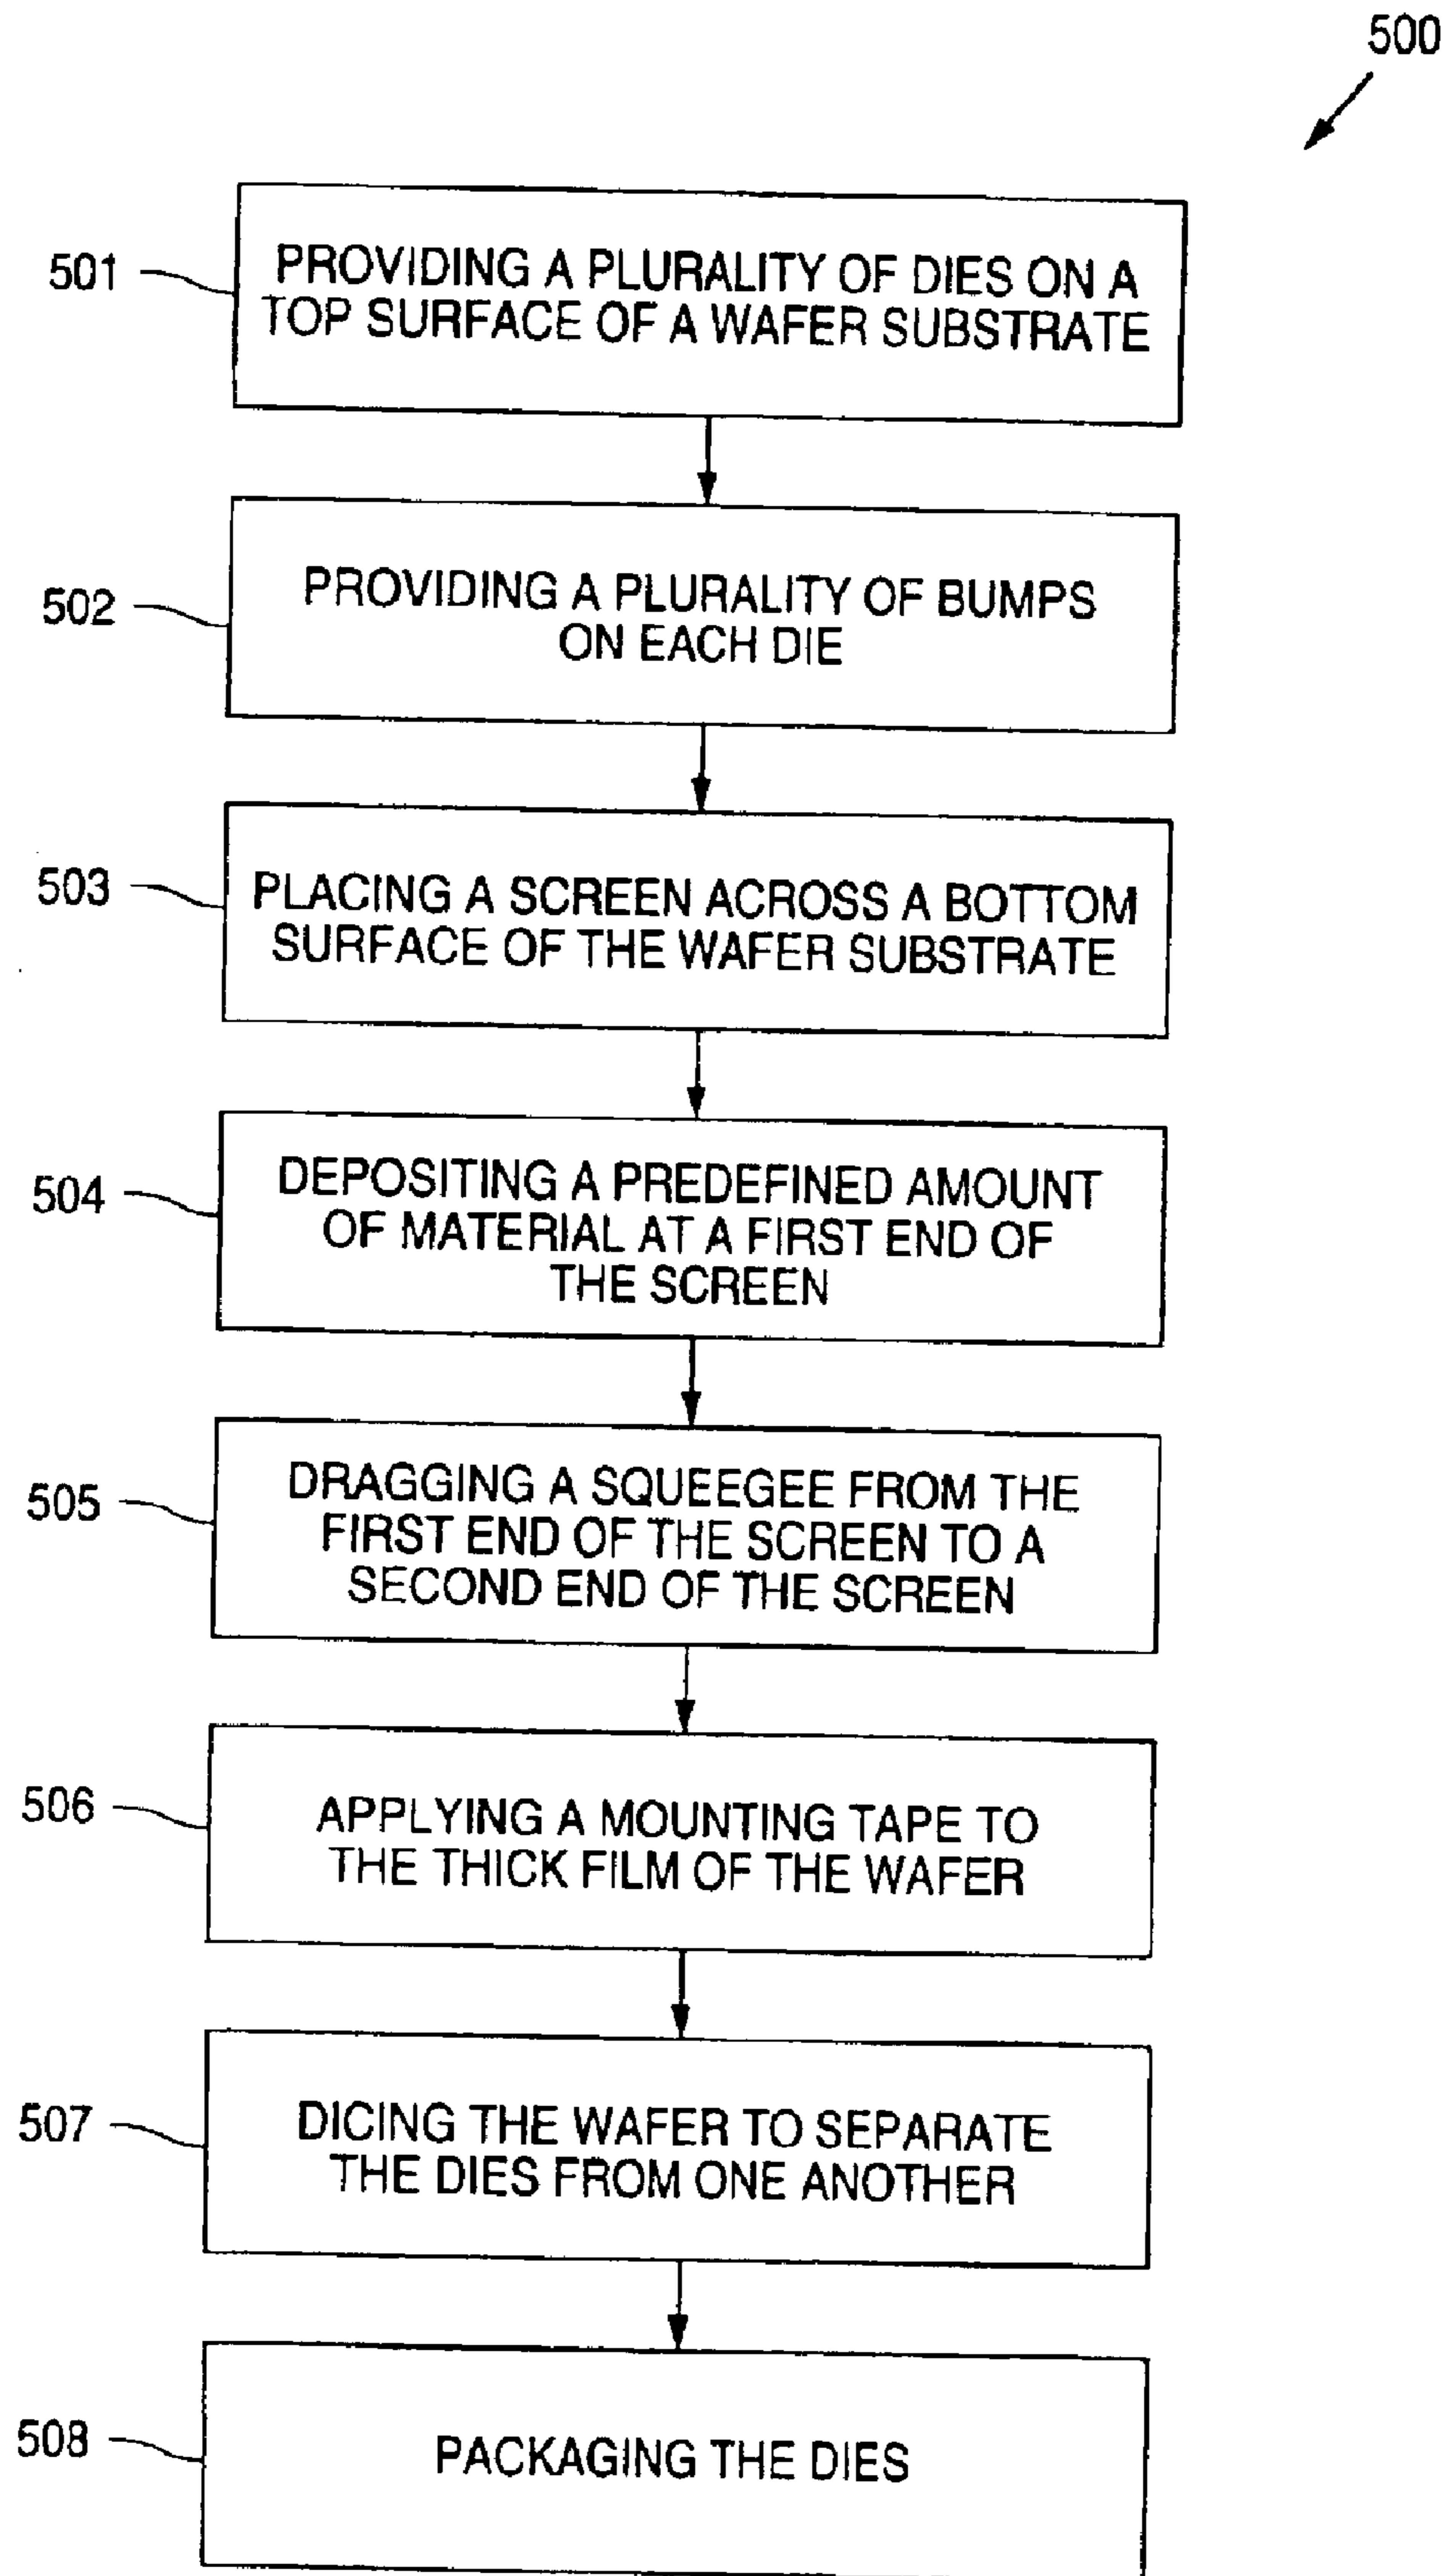 500
501
PROVIDING A PLURALITY OF DIES ON A
TOP SURFACE OF A WAFER SUBSTRATE
502
PROVIDING A PLURALITY OF BUMPS
ON EACH DIE
503
PLACING A SCREEN ACROSS A BOTTOM
SURFACE OF THE WAFER SUBSTRATE
504
DEPOSITING A PREDEFINED AMOUNT
OF MATERIAL AT A FIRST END OF
THE SCREEN
505
DRAGGING A SQUEEGEE FROM THE
FIRST END OF THE SCREEN TO A
SECOND END OF THE SCREEN
506
APPLYING A MOUNTING TAPE TO
THE THICK FILM OF THE WAFER
507
DICING THE WAFER TO SEPARATE
THE DIES FROM ONE ANOTHER
508
PACKAGING THE DIES